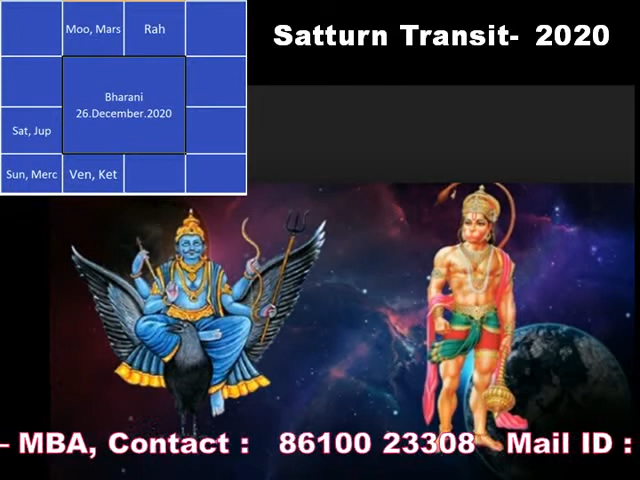 Satturn Transit- 2020
Moo, Mars
Rah
Bharani
26.December.2020
Sat, Jup
Sun, Merc
Ven, Ket
– MBA, Contact : 86100 23308 Mail ID :